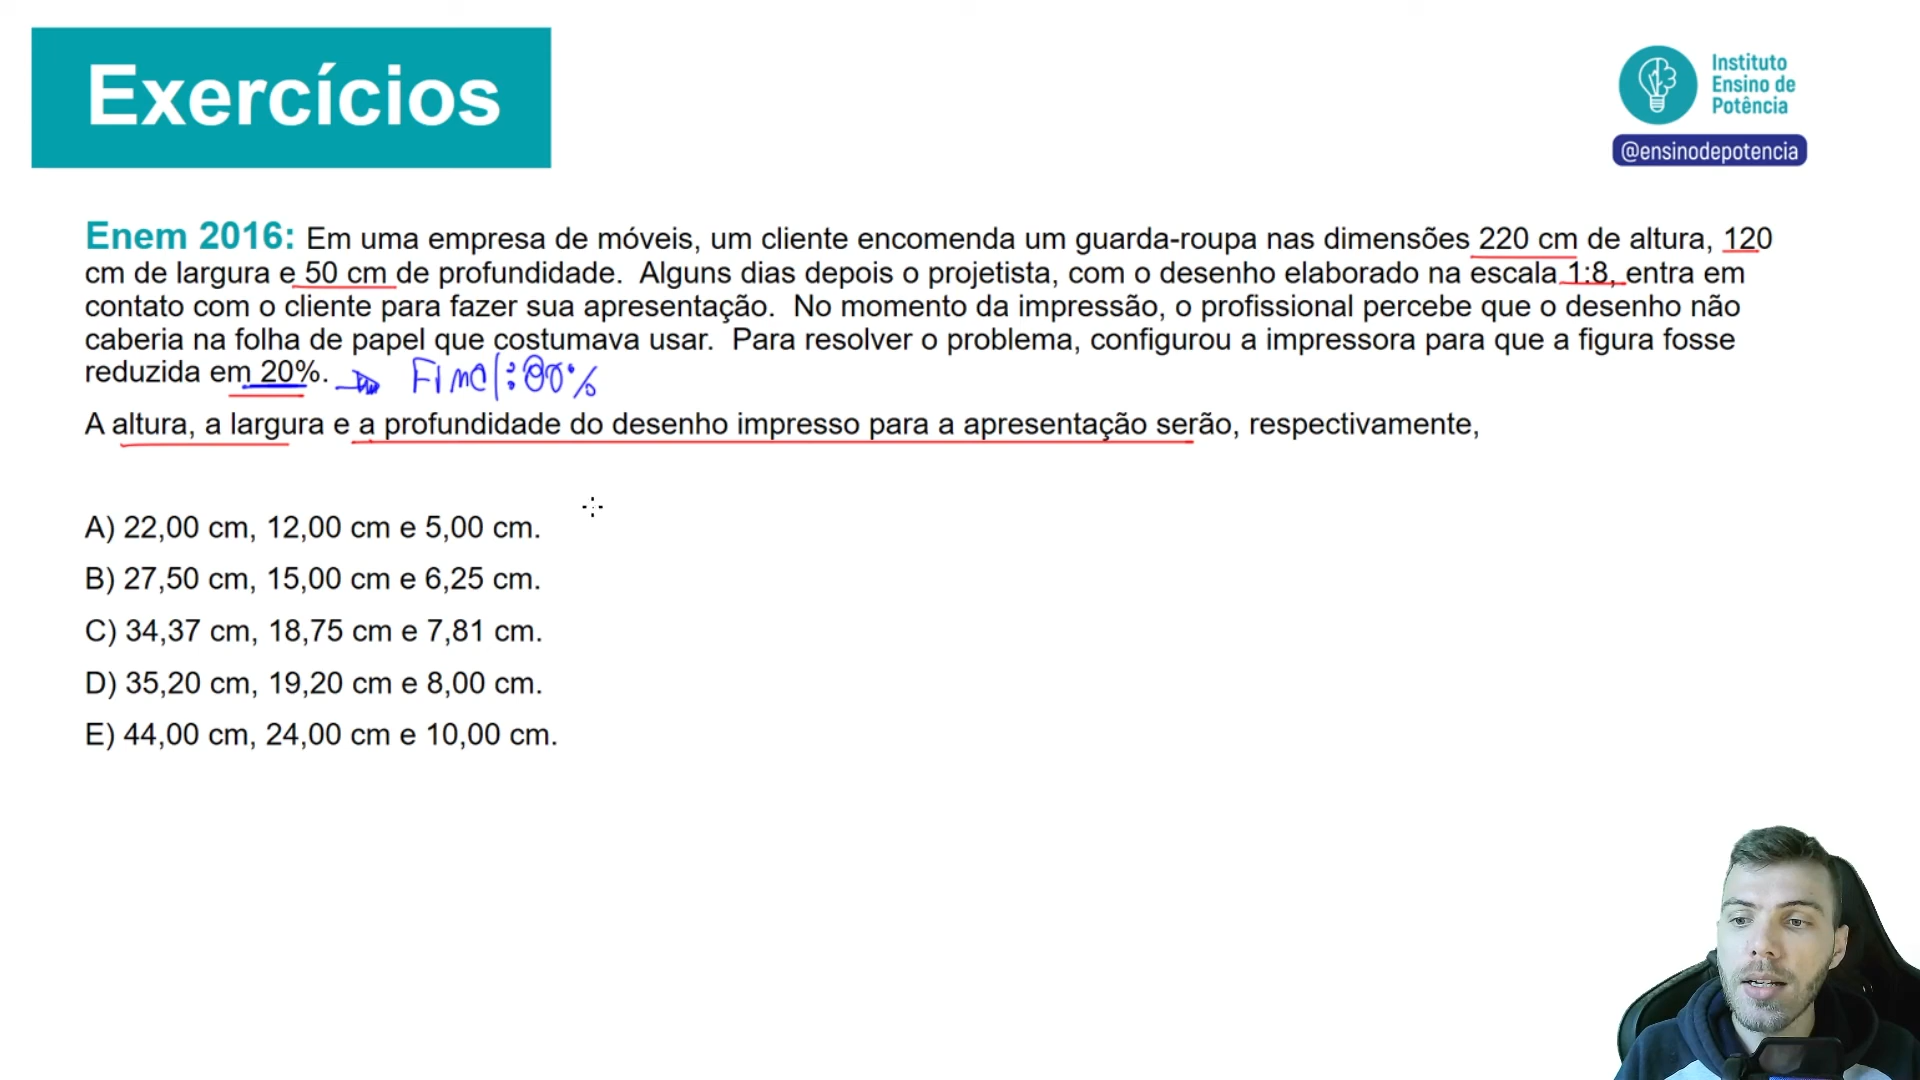 Exercícios
Instituto
Ensino de
Potência
@ensinodepotencia
Enem 2016: Em uma empresa de móveis, um cliente encomenda um guarda-roupa nas dimensões 220 cm de altura, 120
cm de largura e 50 cm de profundidade. Alguns dias depois o projetista, com o desenho elaborado na escala 1:8, entra em
contato com o cliente para fazer sua apresentação. No momento da impressão, o profissional percebe que o desenho não
caberia na folha de papel que costumava usar. Para resolver o problema, configurou a impressora para que a figura fosse
reduzida em 20%. → Final: 80%
A altura, a largura e a profundidade do desenho impresso para a apresentação serão, respectivamente,
A) 22,00 cm, 12,00 cm e 5,00 cm.
B) 27,50 cm, 15,00 cm e 6,25 cm.
C) 34,37 cm, 18,75 cm e 7,81 cm.
D) 35,20 cm, 19,20 cm e 8,00 cm.
E) 44,00 cm, 24,00 cm e 10,00 cm.